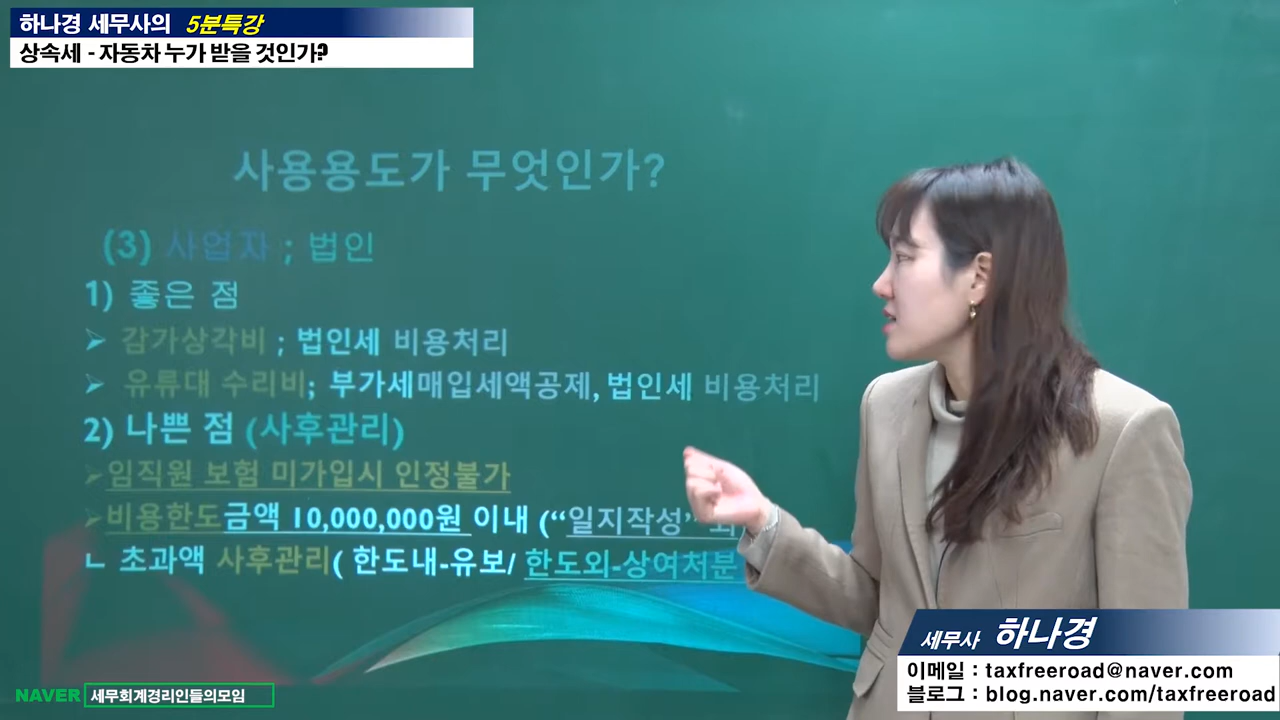 하나경 세무사의 5분특강
상속세 - 자동차 누가 받을 것인가?
사용용도가 무엇인가?
(3) 사업자 ; 법인
1) 좋은 점
➢ 감가상각비 ; 법인세 비용처리
➢ 유류대 수리비; 부가세매입세액공제, 법인세 비용처리
2) 나쁜 점 (사후관리)
➢임직원 보험 미가입시 인정불가
➢비용한도금액 10,000,000원 이내 (“일지작성”
ㄴ 초과액 사후관리( 한도내-유보/ 한도외-상여처분
세무사 하나경
이메일 : taxfreeroad@naver.com
블로그 : blog.naver.com/taxfreeroad
NAVER 세무회계경리인들의모임